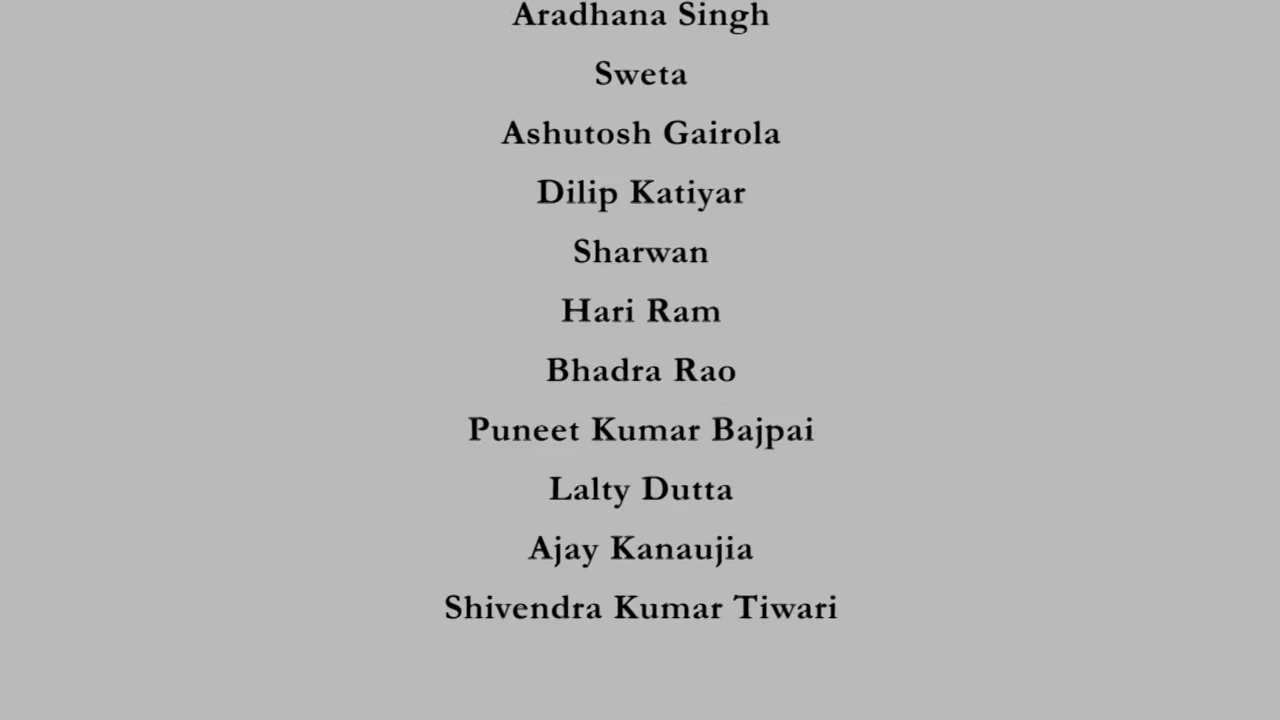 Aradhana Singh
Sweta
Ashutosh Gairola
Dilip Katiyar
Sharwan
Hari Ram
Bhadra Rao
Puneet Kumar Bajpai
Lalty Dutta
Ajay Kanaujia
Shivendra Kumar Tiwari